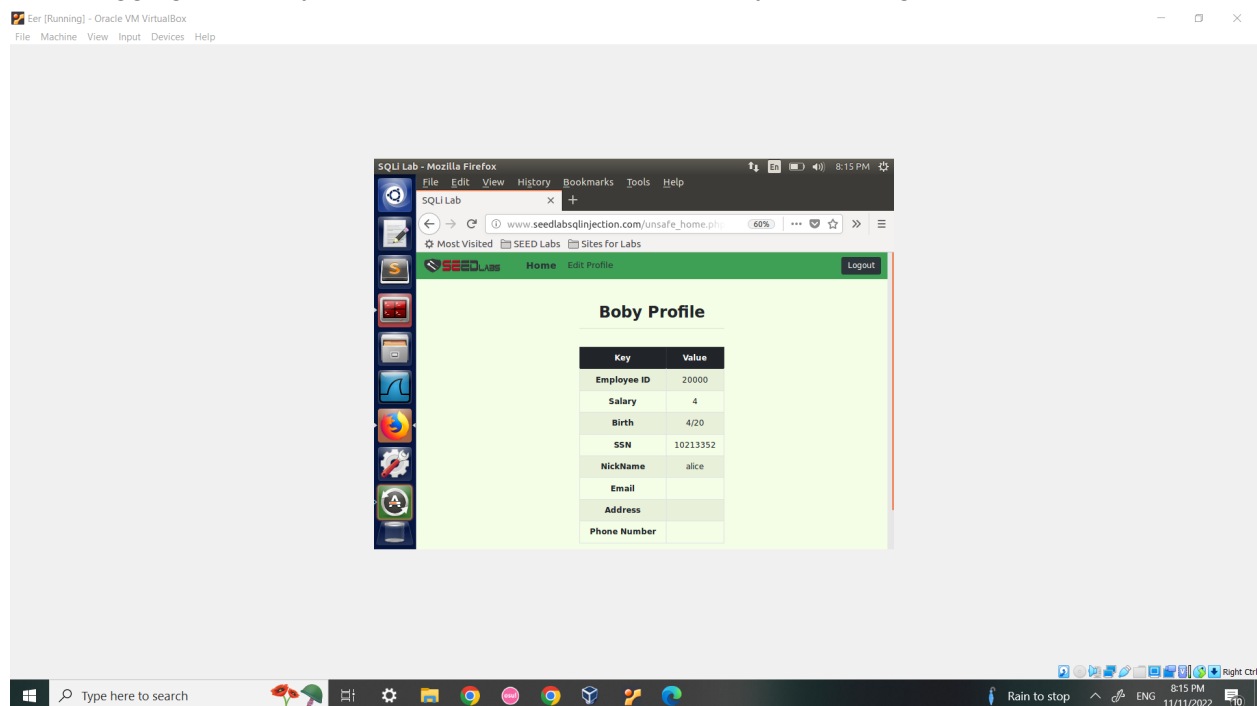 Eer [Running] - Oracle VM VirtualBox
File Machine View Input Devices Help
SQLi Lab - Mozilla Firefox En 8:15 PM
File Edit View History Bookmarks Tools Help
SQLi Lab
www.seedlabsqlinjection.com/unsafe_home.php 60%
Most Visited SEED Labs Sites for Labs
SEEDLABS Home Edit Profile Logout
Boby Profile
Key Value
Employee ID 20000
Salary 4
Birth 4/20
SSN 10213352
NickName alice
Email
Address
Phone Number
Right Ctrl
Type here to search Rain to stop ENG 8:15 PM
11/11/2022 10